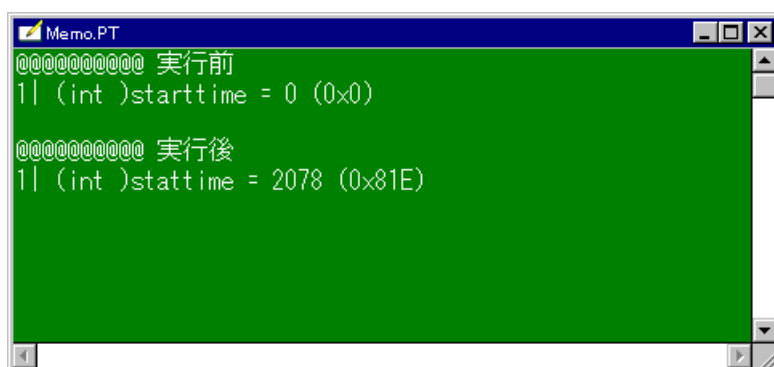 Memo.PT
@@@@@@@@@@ 実行前
1| (int )starttime = 0 (0x0)
@@@@@@@@@@ 実行後
1| (int )stattime = 2078 (0x81E)